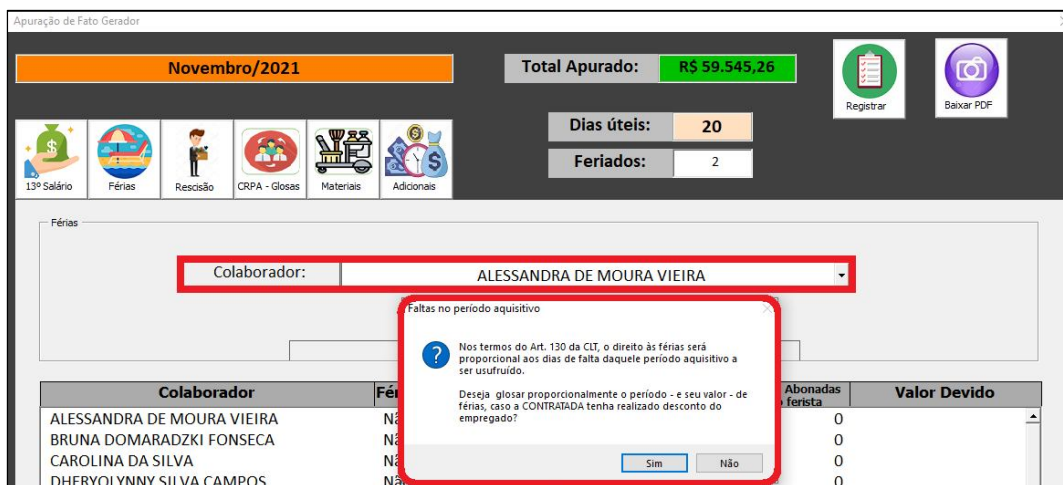 Apuração de Fato Gerador
Novembro/2021
Total Apurado: R$ 59.545,26
Registrar
Baixar PDF
Dias úteis: 20
Feriados: 2
13º Salário
Férias
Rescisão
CRPA - Glosas
Materiais
Adicionais
Férias
Colaborador: ALESSANDRA DE MOURA VIEIRA
Faltas no período aquisitivo
Nos termos do Art. 130 da CLT, o direito às férias será
proporcional aos dias de falta daquele período aquisitivo a
ser usufruído.
Deseja glosar proporcionalmente o período - e seu valor - de
férias, caso a CONTRATADA tenha realizado desconto do
empregado?
Sim Não
Colaborador Abonadas Valor Devido
ferista
ALESSANDRA DE MOURA VIEIRA 0
BRUNA DOMARADZKI FONSECA 0
CAROLINA DA SILVA 0
DHERYOLYNNY SILVA CAMPOS 0